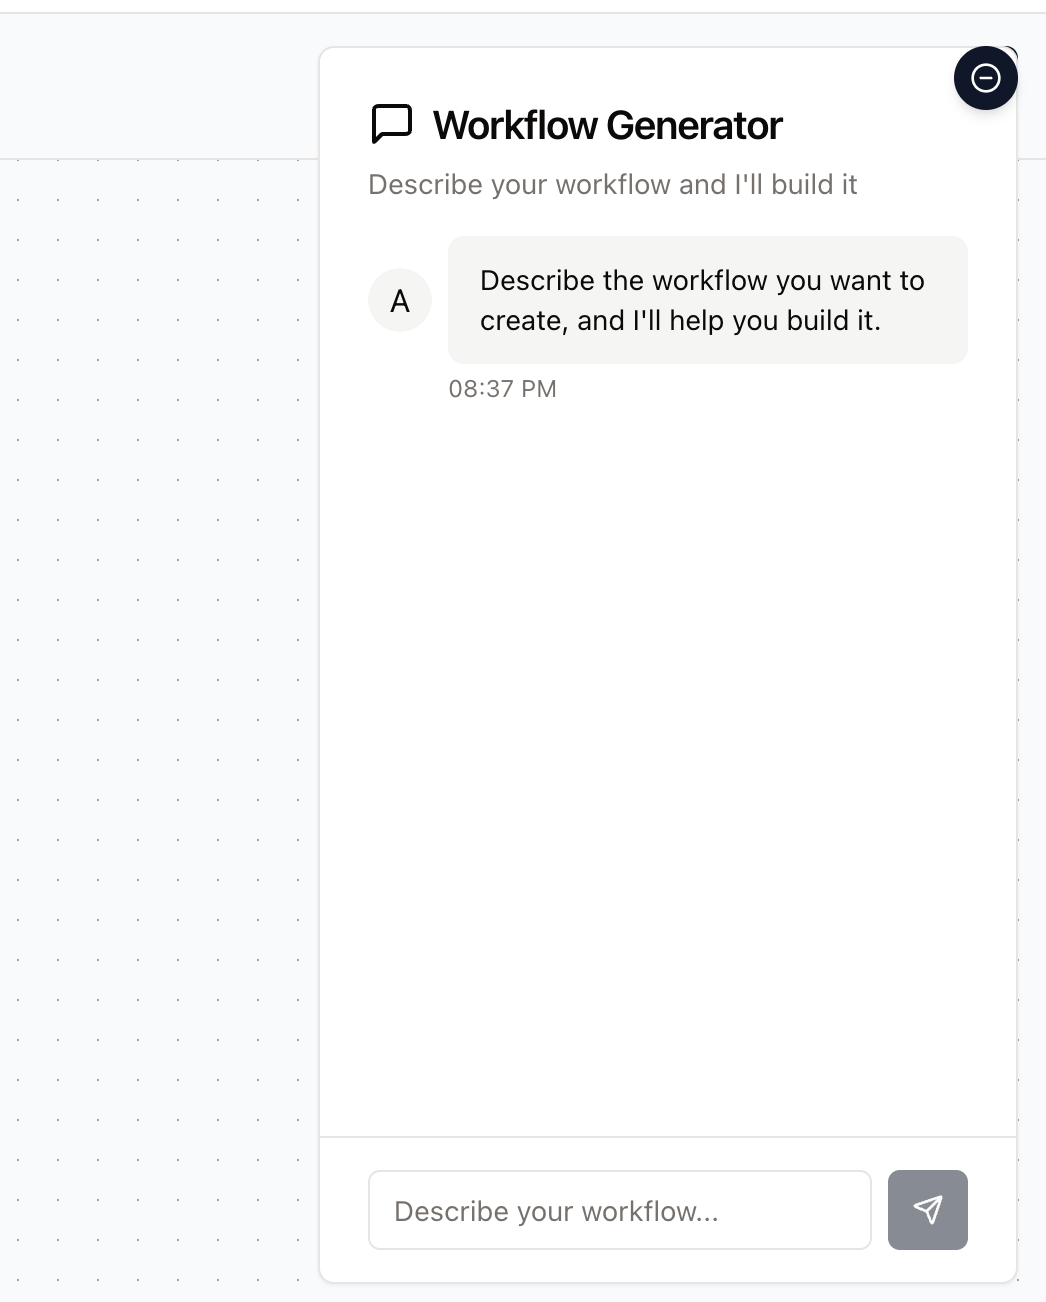 Workflow Generator
Describe your workflow and I'll build it
A
Describe the workflow you want to
create, and I'll help you build it.
08:37 PM
Describe your workflow...